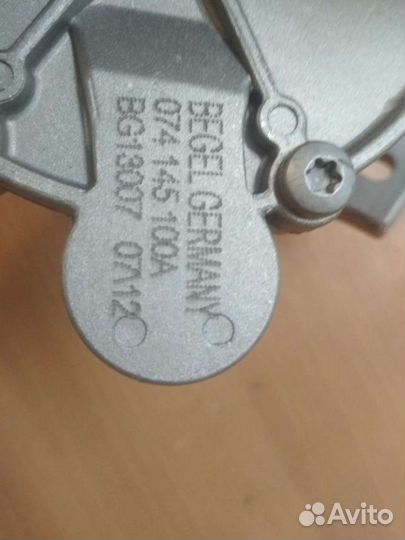 BEGEL GERMANY
074 145 100A
BG13007 07/12
Avito